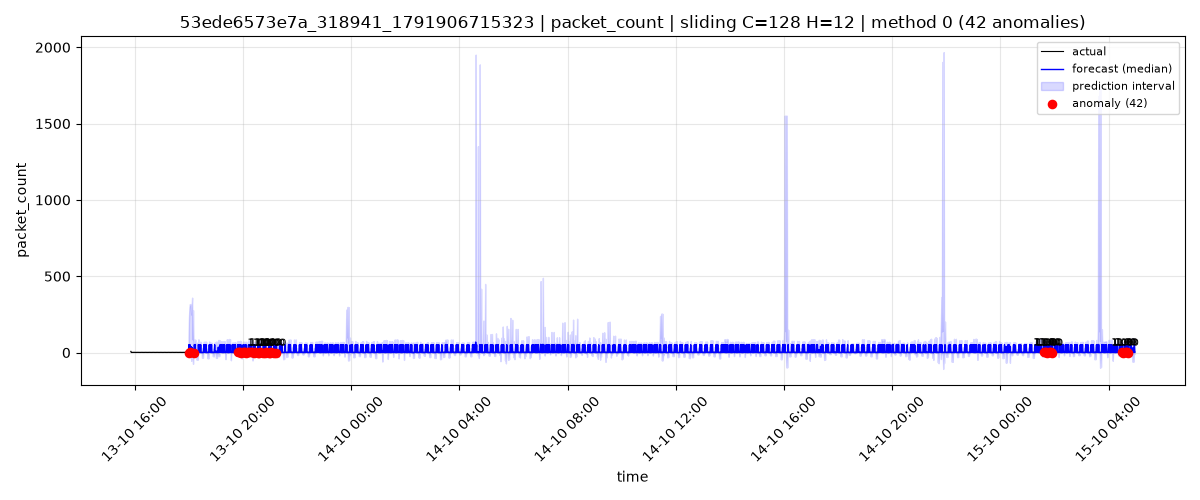 53ede6573e7a_318941_1791906715323 | packet_count | sliding C=128 H=12 | method 0 (42 anomalies)
actual
forecast (median)
prediction interval
anomaly (42)
packet_count
2000
1500
1000
500
0
13-10 16:00
13-10 20:00
14-10 00:00
14-10 04:00
14-10 08:00
14-10 12:00
14-10 16:00
14-10 20:00
15-10 00:00
15-10 04:00
time